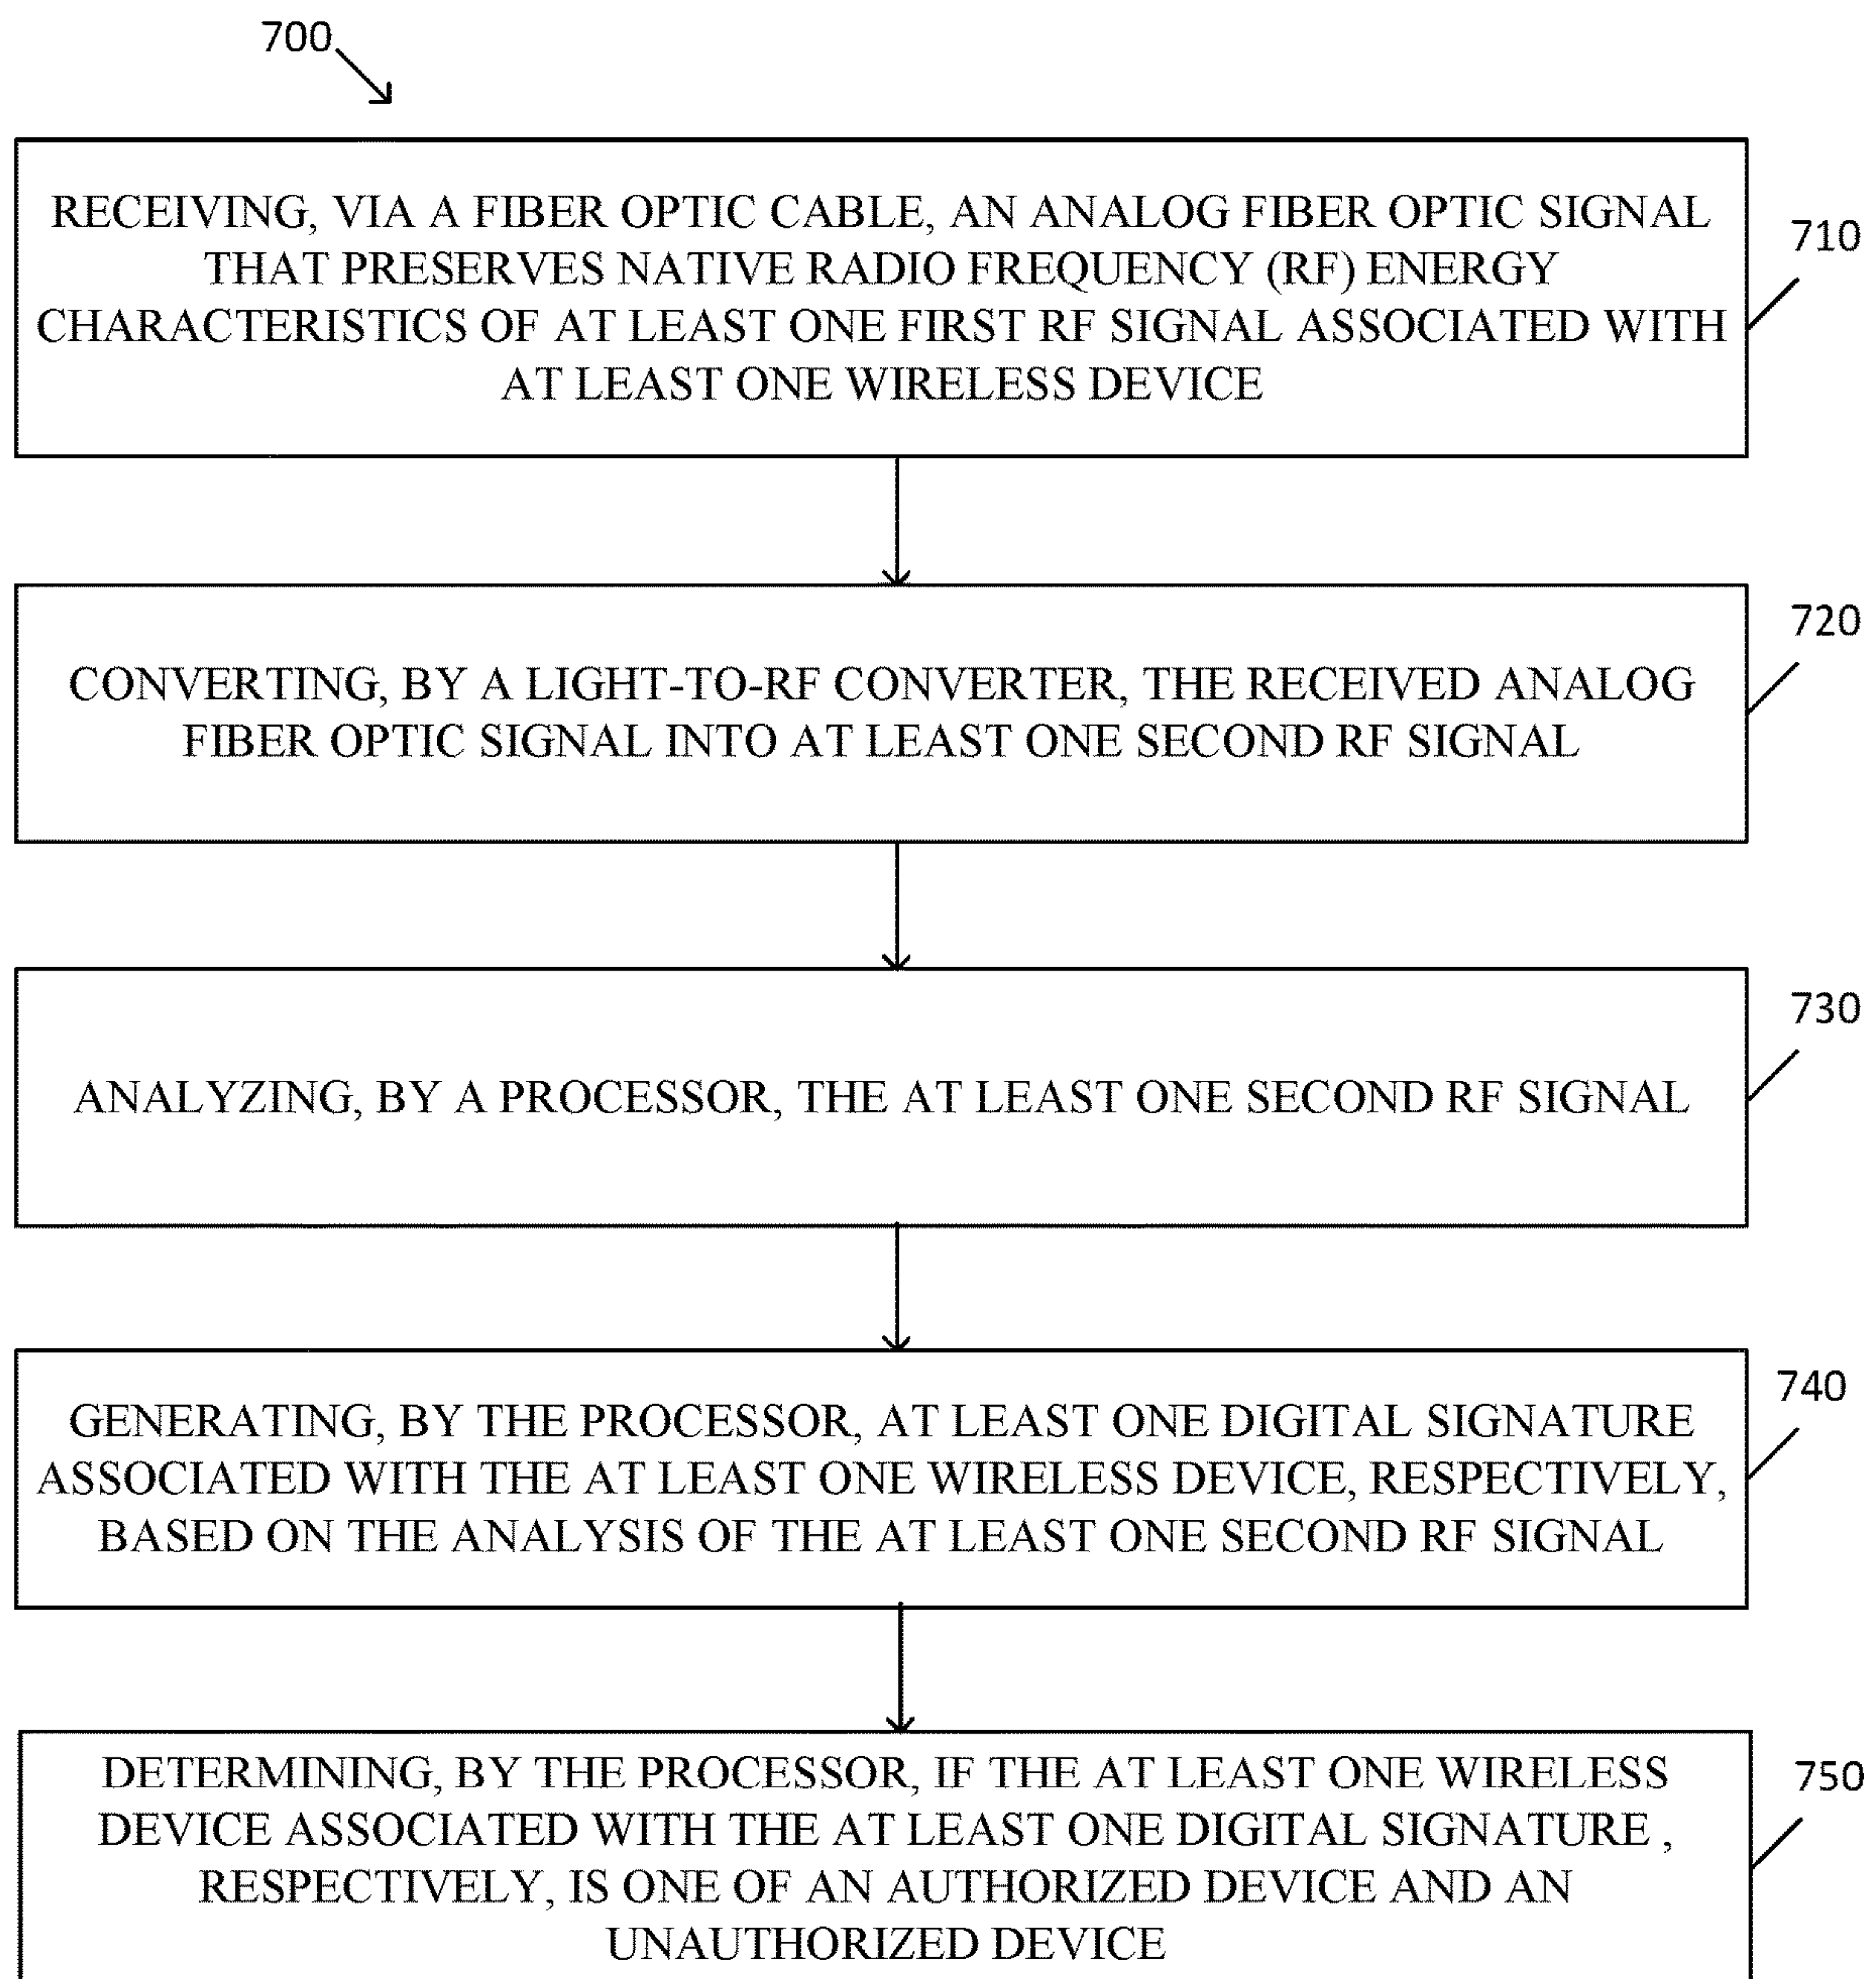 700
RECEIVING, VIA A FIBER OPTIC CABLE, AN ANALOG FIBER OPTIC SIGNAL
THAT PRESERVES NATIVE RADIO FREQUENCY (RF) ENERGY
CHARACTERISTICS OF AT LEAST ONE FIRST RF SIGNAL ASSOCIATED WITH
AT LEAST ONE WIRELESS DEVICE
710
CONVERTING, BY A LIGHT-TO-RF CONVERTER, THE RECEIVED ANALOG
FIBER OPTIC SIGNAL INTO AT LEAST ONE SECOND RF SIGNAL
720
ANALYZING, BY A PROCESSOR, THE AT LEAST ONE SECOND RF SIGNAL
730
GENERATING, BY THE PROCESSOR, AT LEAST ONE DIGITAL SIGNATURE
ASSOCIATED WITH THE AT LEAST ONE WIRELESS DEVICE, RESPECTIVELY,
BASED ON THE ANALYSIS OF THE AT LEAST ONE SECOND RF SIGNAL
740
DETERMINING, BY THE PROCESSOR, IF THE AT LEAST ONE WIRELESS
DEVICE ASSOCIATED WITH THE AT LEAST ONE DIGITAL SIGNATURE ,
RESPECTIVELY, IS ONE OF AN AUTHORIZED DEVICE AND AN
UNAUTHORIZED DEVICE
750